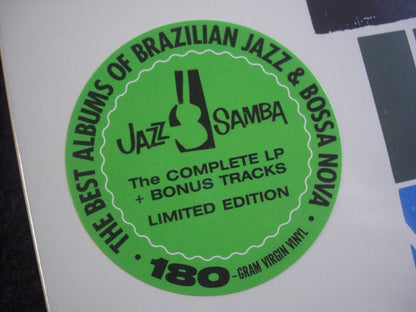 • THE BEST ALBUMS OF BRAZILIAN JAZZ & BOSSA NOVA •
JAZZ SAMBA
The COMPLETE LP
+ BONUS TRACKS
LIMITED EDITION
180-GRAM VIRGIN VINYL